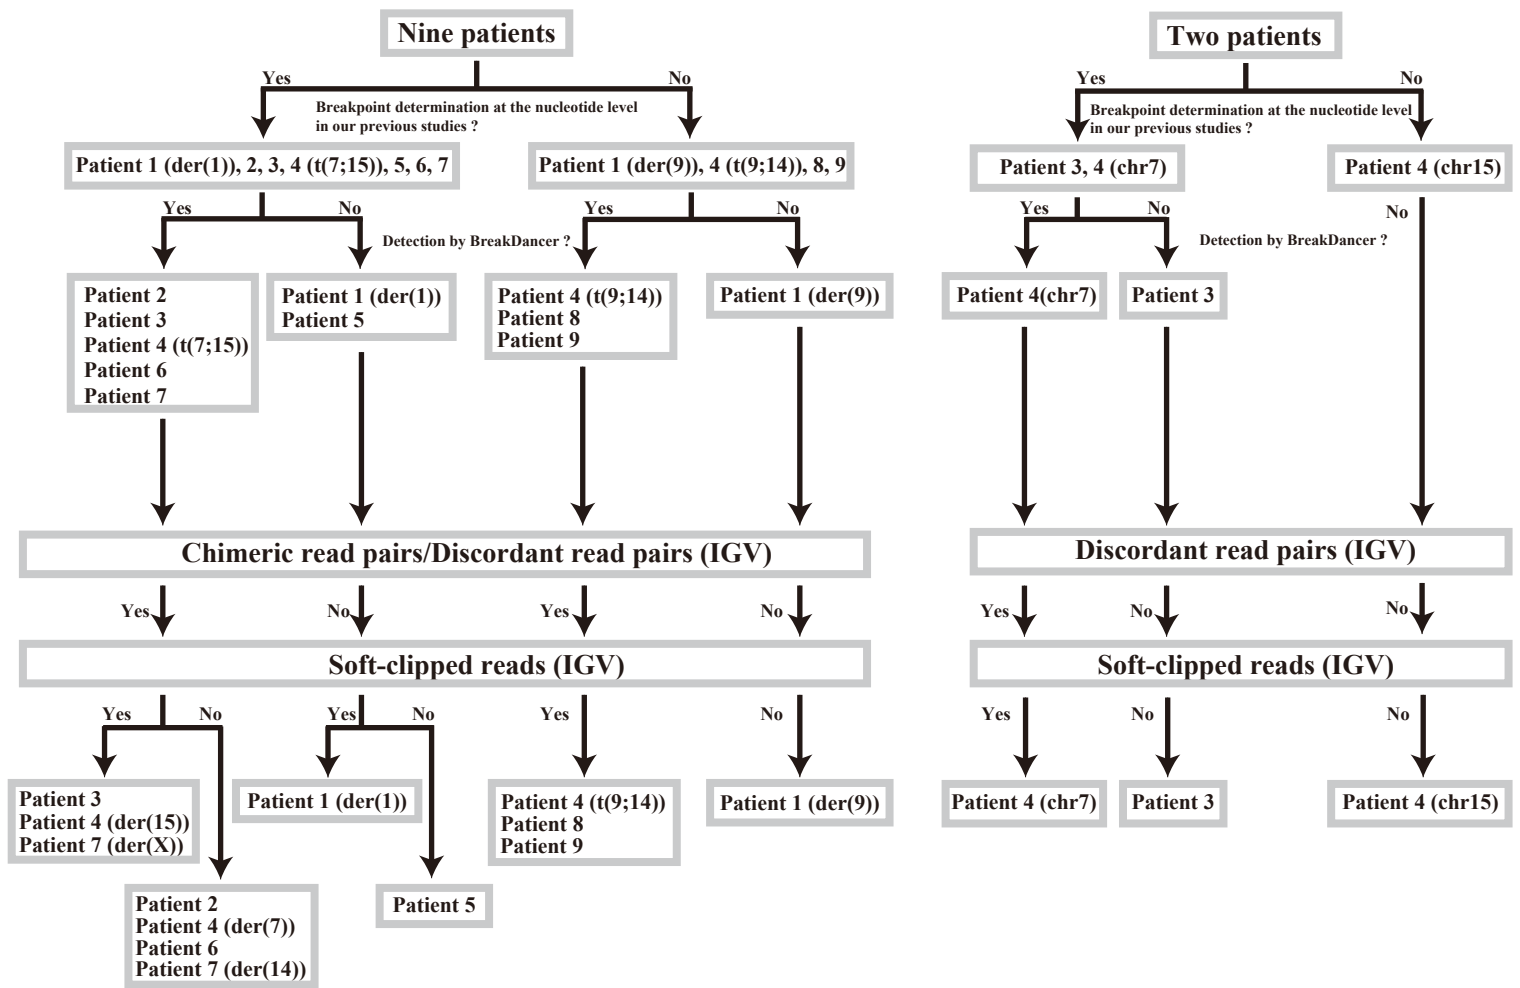 Nine patients
Yes
No
Breakpoint determination at the nucleotide level
in our previous studies ?
Patient 1 (der(1)), 2, 3, 4 (t(7;15)), 5, 6, 7
Patient 1 (der(9)), 4 (t(9;14)), 8, 9
Yes
No
Yes
No
Detection by BreakDancer ?
Patient 2
Patient 3
Patient 4 (t(7;15))
Patient 6
Patient 7
Patient 1 (der(1))
Patient 5
Patient 4 (t(9;14))
Patient 8
Patient 9
Patient 1 (der(9))
Chimeric read pairs/Discordant read pairs (IGV)
Yes
No
Yes
No
Soft-clipped reads (IGV)
Yes
No
Yes
No
Yes
No
Patient 3
Patient 4 (der(15))
Patient 7 (der(X))
Patient 1 (der(1))
Patient 4 (t(9;14))
Patient 8
Patient 9
Patient 1 (der(9))
Patient 2
Patient 4 (der(7))
Patient 6
Patient 7 (der(14))
Patient 5
Two patients
Yes
No
Breakpoint determination at the nucleotide level
in our previous studies ?
Patient 3, 4 (chr7)
Patient 4 (chr15)
Yes
No
No
Detection by BreakDancer ?
Patient 4(chr7)
Patient 3
Discordant read pairs (IGV)
Yes
No
No
Soft-clipped reads (IGV)
Yes
No
No
Patient 4 (chr7)
Patient 3
Patient 4 (chr15)